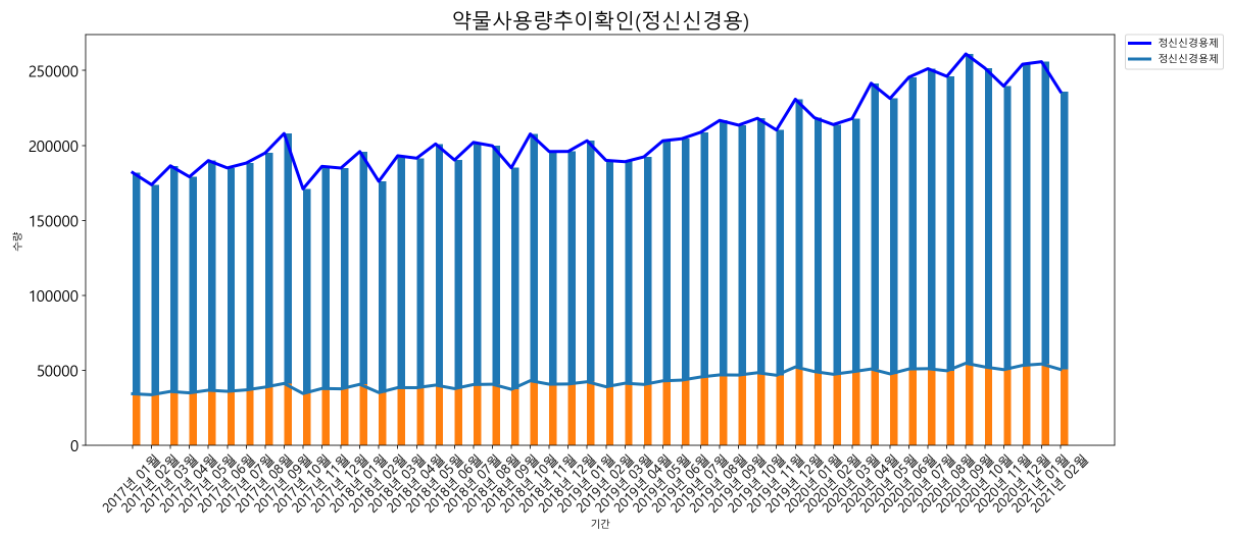 약물사용량추이확인(정신신경용)
정신신경용제
정신신경용제
250000
200000
150000
100000
50000
0
수량
2017년 01월
2017년 02월
2017년 03월
2017년 04월
2017년 05월
2017년 06월
2017년 07월
2017년 08월
2017년 09월
2017년 10월
2017년 11월
2017년 12월
2018년 01월
2018년 02월
2018년 03월
2018년 04월
2018년 05월
2018년 06월
2018년 07월
2018년 08월
2018년 09월
2018년 10월
2018년 11월
2018년 12월
2019년 01월
2019년 02월
2019년 03월
2019년 04월
2019년 05월
2019년 06월
2019년 07월
2019년 08월
2019년 09월
2019년 10월
2019년 11월
2019년 12월
2020년 01월
2020년 02월
2020년 03월
2020년 04월
2020년 05월
2020년 06월
2020년 07월
2020년 08월
2020년 09월
2020년 10월
2020년 11월
2020년 12월
2021년 01월
2021년 02월
기간